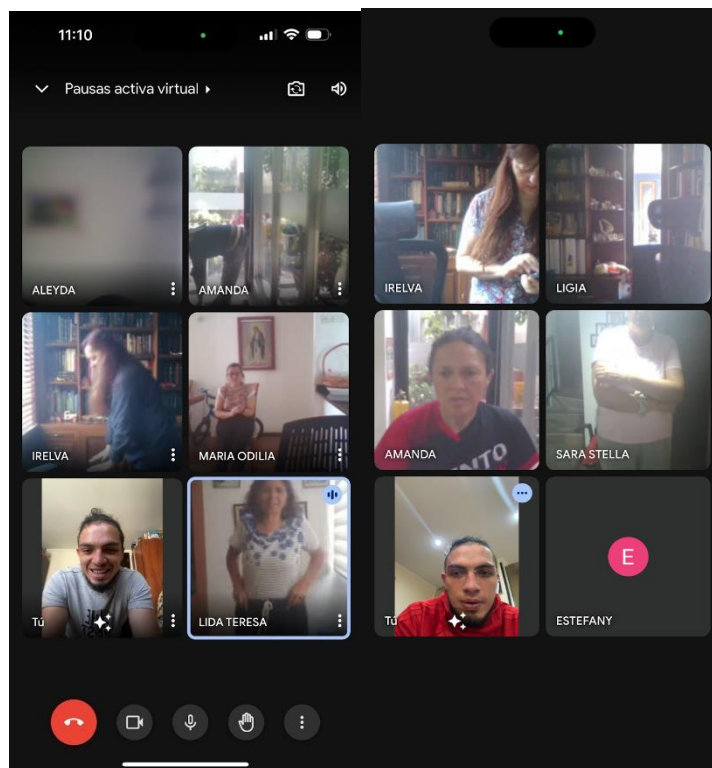 11:10
Pausas activa virtual
ALEYDA
AMANDA
IRELVA
MARIA ODILIA
Tú
LIDA TERESA
IRELVA
LIGIA
AMANDA
SARA STELLA
Tú
E
ESTEFANY